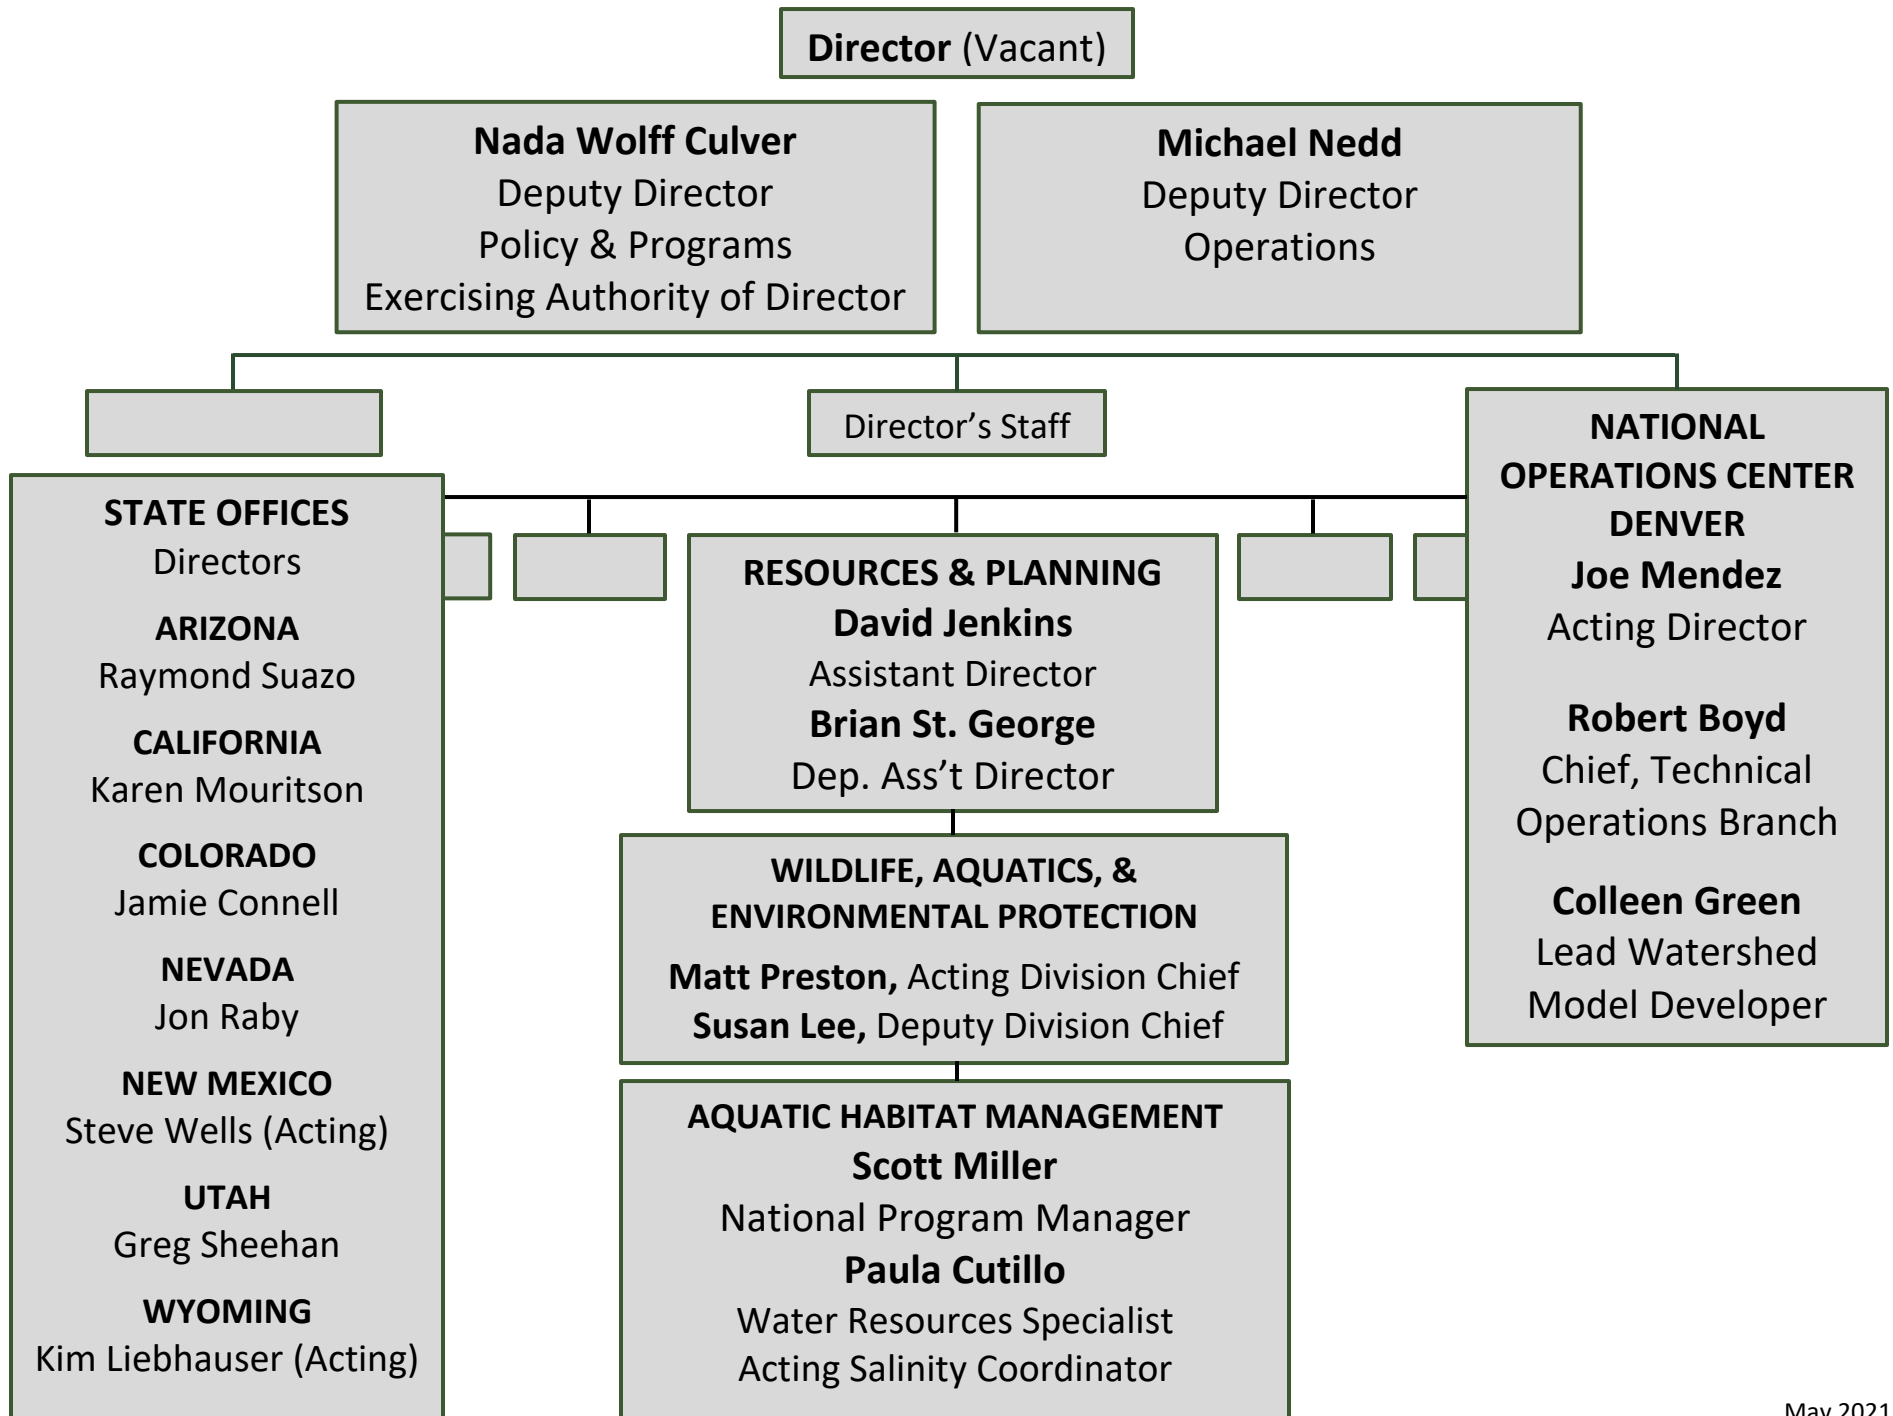 Director (Vacant)
Nada Wolff Culver
Deputy Director
Policy & Programs
Exercising Authority of Director
Michael Nedd
Deputy Director
Operations
Director’s Staff
STATE OFFICES
Directors
ARIZONA
Raymond Suazo
CALIFORNIA
Karen Mouritson
COLORADO
Jamie Connell
NEVADA
Jon Raby
NEW MEXICO
Steve Wells (Acting)
UTAH
Greg Sheehan
WYOMING
Kim Liebhauser (Acting)
RESOURCES & PLANNING
David Jenkins
Assistant Director
Brian St. George
Dep. Ass’t Director
WILDLIFE, AQUATICS, &
ENVIRONMENTAL PROTECTION
Matt Preston, Acting Division Chief
Susan Lee, Deputy Division Chief
AQUATIC HABITAT MANAGEMENT
Scott Miller
National Program Manager
Paula Cutillo
Water Resources Specialist
Acting Salinity Coordinator
NATIONAL
OPERATIONS CENTER
DENVER
Joe Mendez
Acting Director
Robert Boyd
Chief, Technical
Operations Branch
Colleen Green
Lead Watershed
Model Developer
May 2021